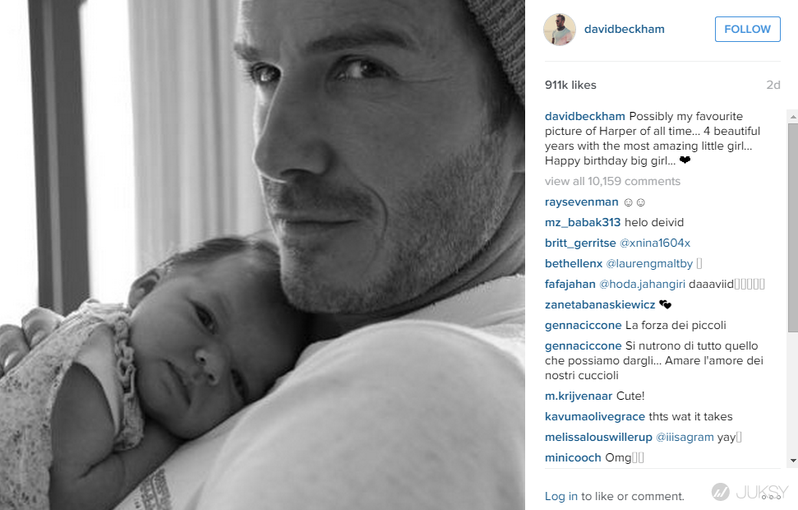 davidbeckham
FOLLOW
911k likes
2d
davidbeckham Possibly my favourite
picture of Harper of all time... 4 beautiful
years with the most amazing little girl...
Happy birthday big girl... ❤
view all 10,159 comments
raysevenman ☺☺
mz_babak313 helo deivid
britt_gerritse @xnina1604x
bethellenx @laurengmaltby
fafajahan @hoda.jahangiri daaaviid
zanetabanaskiewicz 💕
gennaciccone La forza dei piccoli
gennaciccone Si nutrono di tutto quello
che possiamo dargli... Amare l'amore dei
nostri cuccioli
m.krijvenaar Cute!
kavumaolivegrace thts wat it takes
melissalouswillerup @iiisagram yay
minicooch Omg
Log in to like or comment.
JUKSY